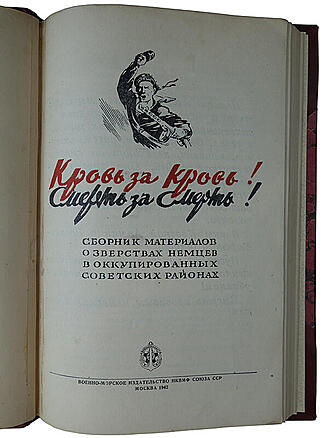 Кровь за Кровь!
Смерть за Смерть!
СБОРНИК МАТЕРИАЛОВ
О ЗВЕРСТВАХ НЕМЦЕВ
В ОККУПИРОВАННЫХ
СОВЕТСКИХ РАЙОНАХ
ВОЕННО-МОРСКОЕ ИЗДАТЕЛЬСТВО НКВМФ СОЮЗА ССР
МОСКВА 1942